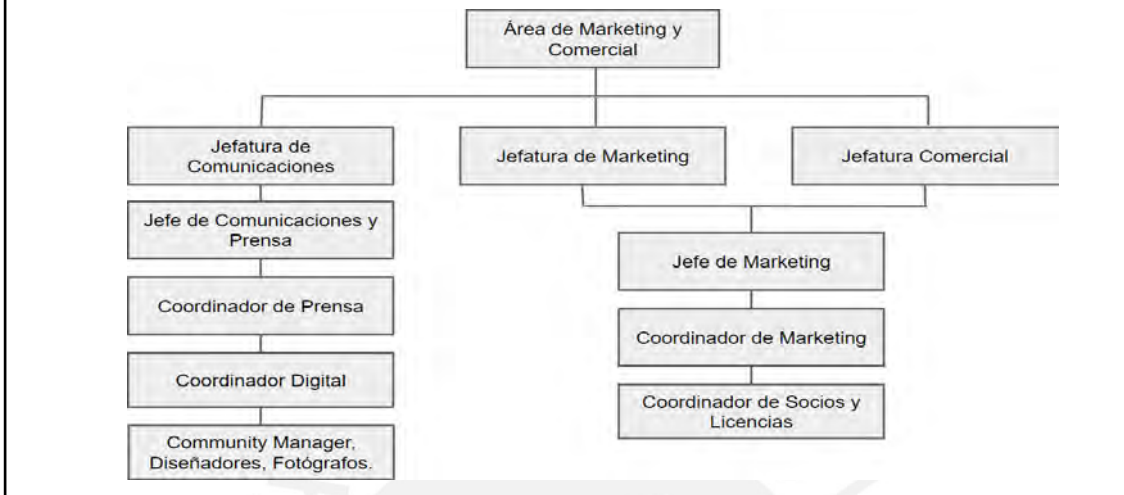 Área de Marketing y
Comercial
Jefatura de
Comunicaciones
Jefatura de Marketing
Jefatura Comercial
Jefe de Comunicaciones y
Prensa
Jefe de Marketing
Coordinador de Prensa
Coordinador de Marketing
Coordinador Digital
Coordinador de Socios y
Licencias
Community Manager,
Diseñadores, Fotógrafos.